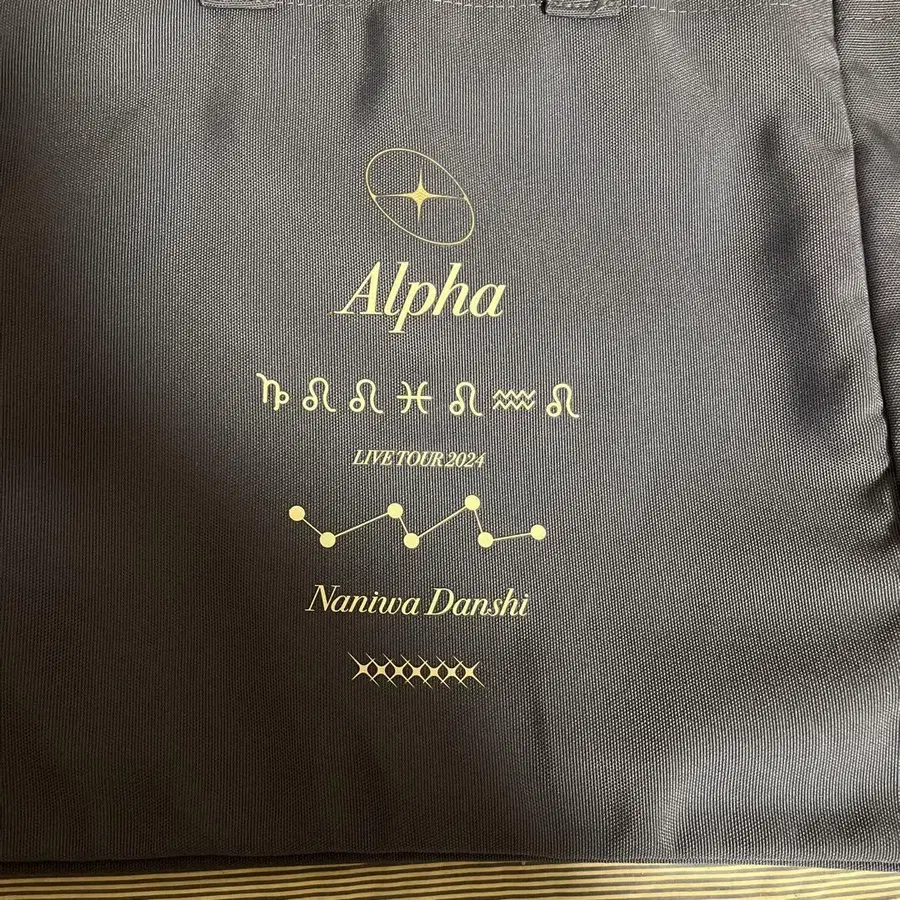 Alpha
♑︎ ♌︎ ♌︎ ♓︎ ♌︎ ♒︎ ♌︎
LIVE TOUR 2024
Naniwa Danshi